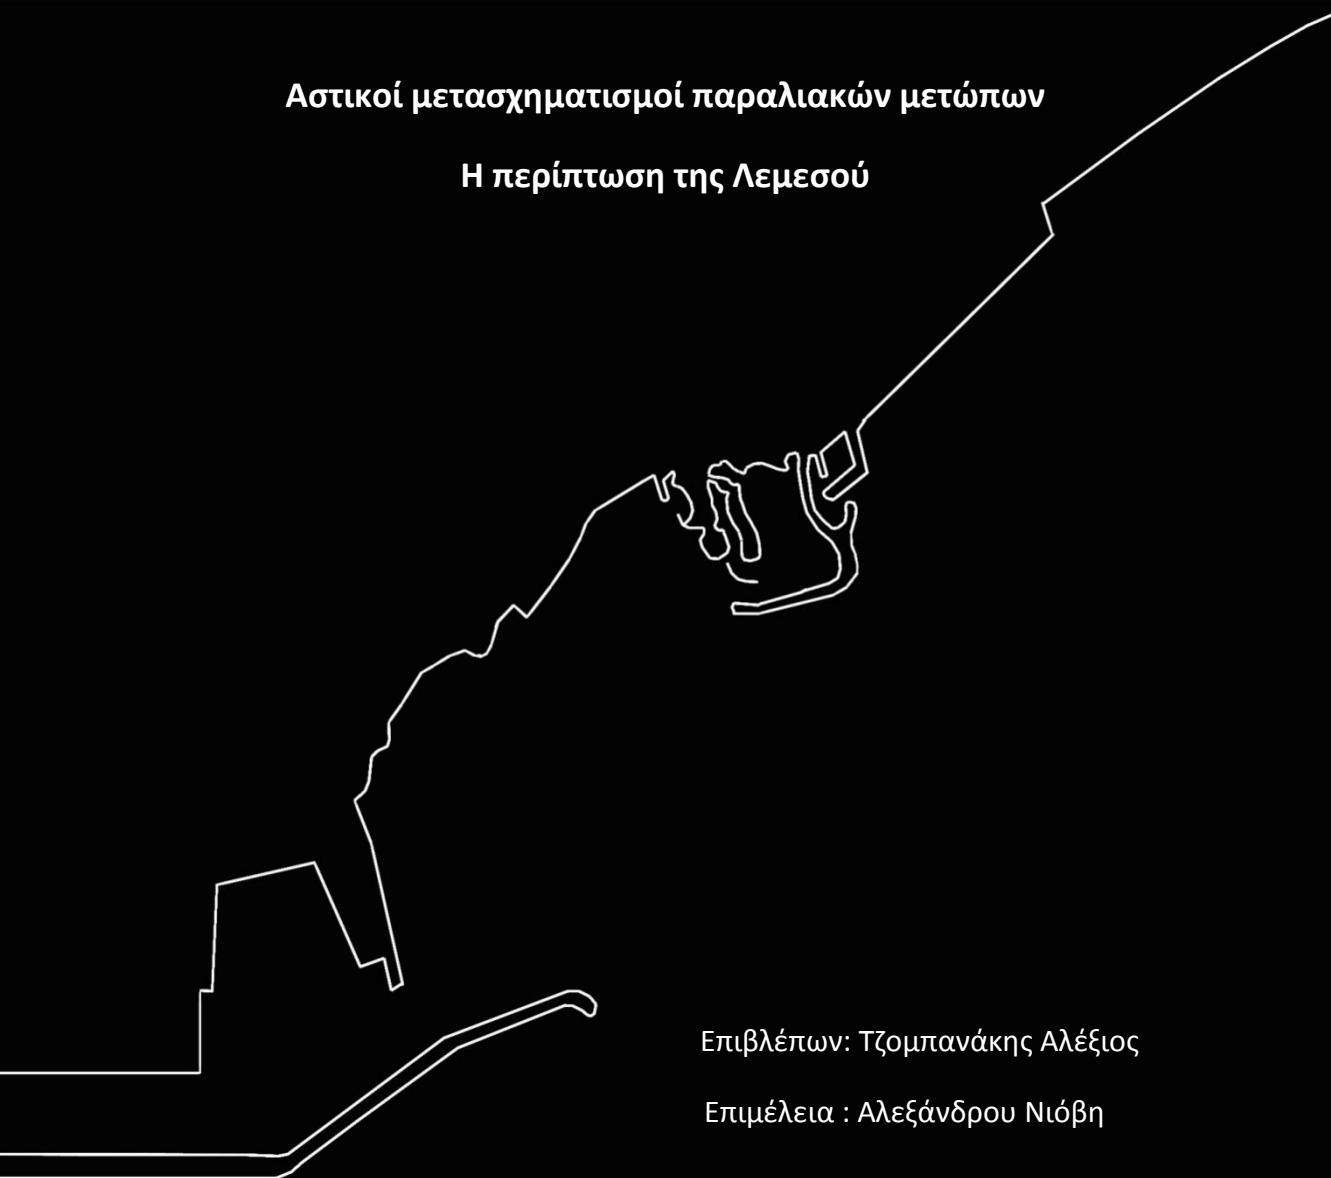 Αστικοί μετασχηματισμοί παραλιακών μετώπων
Η περίπτωση της Λεμεσού
Επιβλέπων: Τζομπανάκης Αλέξιος
Επιμέλεια : Αλεξάνδρου Νιόβη